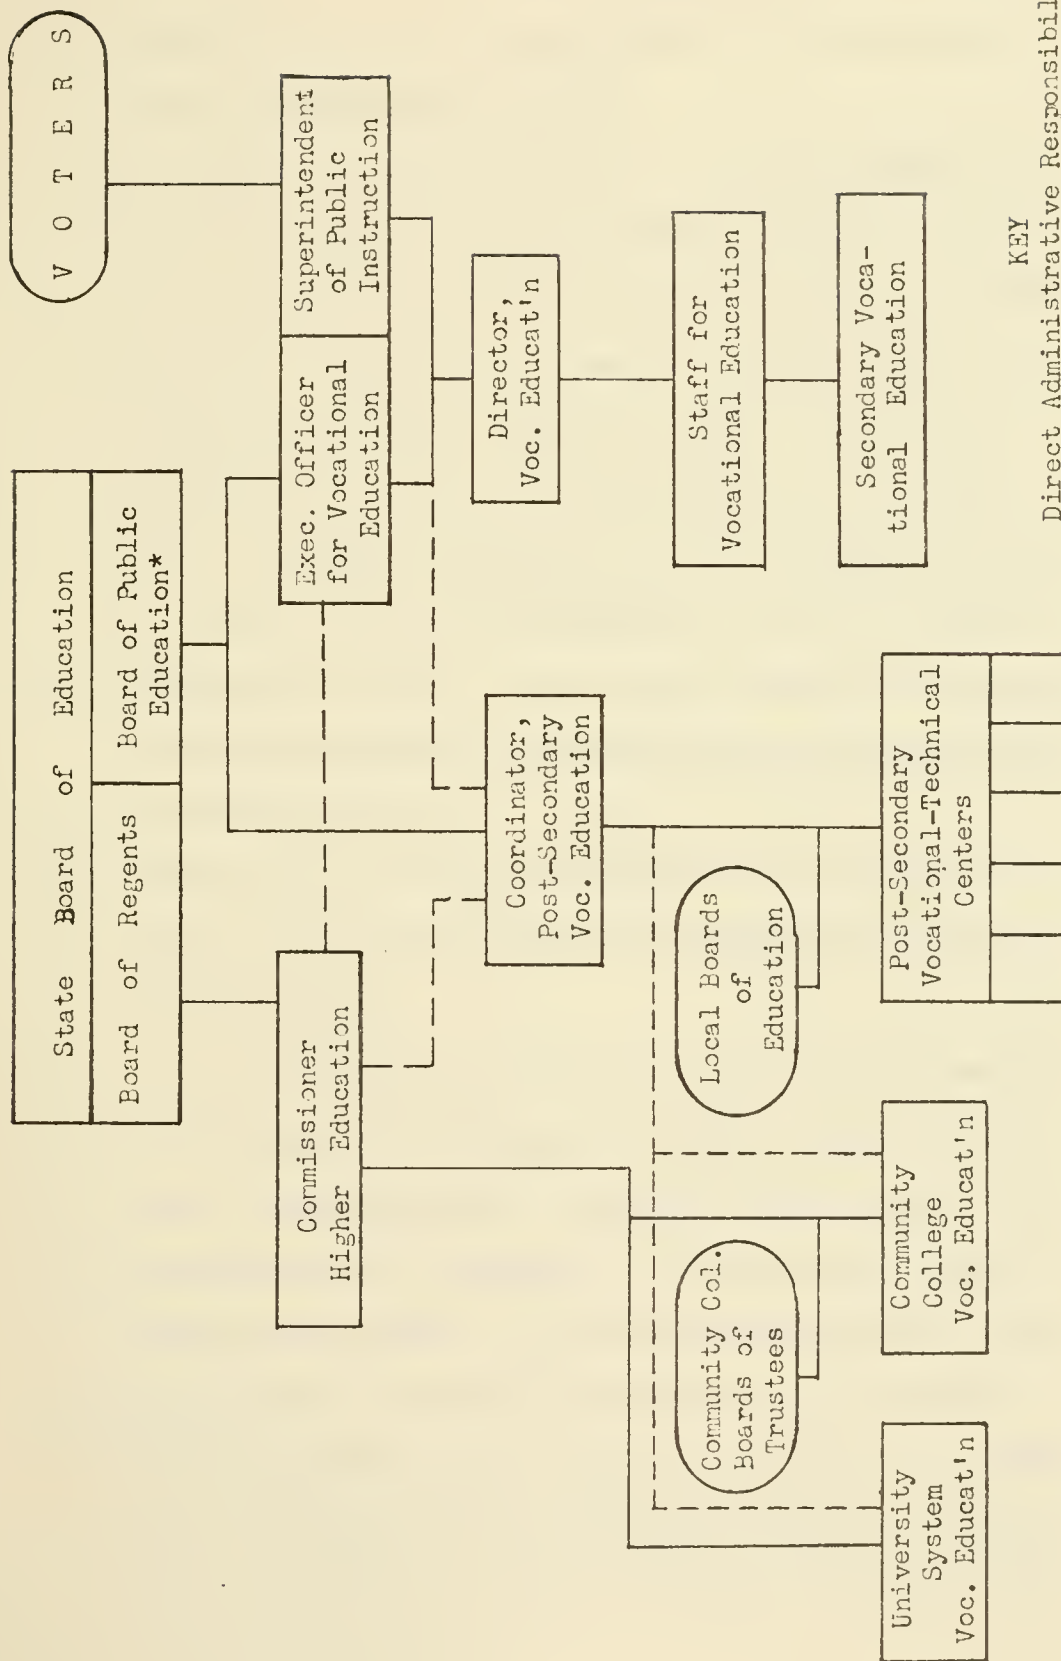 V O T E R S
State Board of Education
Board of Regents
Board of Public
Education*
Commissioner
Higher Education
Exec. Officer
for Vocational
Education
Superintendent
of Public
Instruction
Coordinator,
Post-Secondary
Voc. Education
Director,
Voc. Educat'n
Staff for
Vocational Education
Secondary Voca-
tional Education
Community Col.
Boards of
Trustees
Local Boards
of
Education
University
System
Voc. Educat'n
Community
College
Voc. Educat'n
Post-Secondary
Vocational-Technical
Centers
KEY
Direct Administrative Responsibil